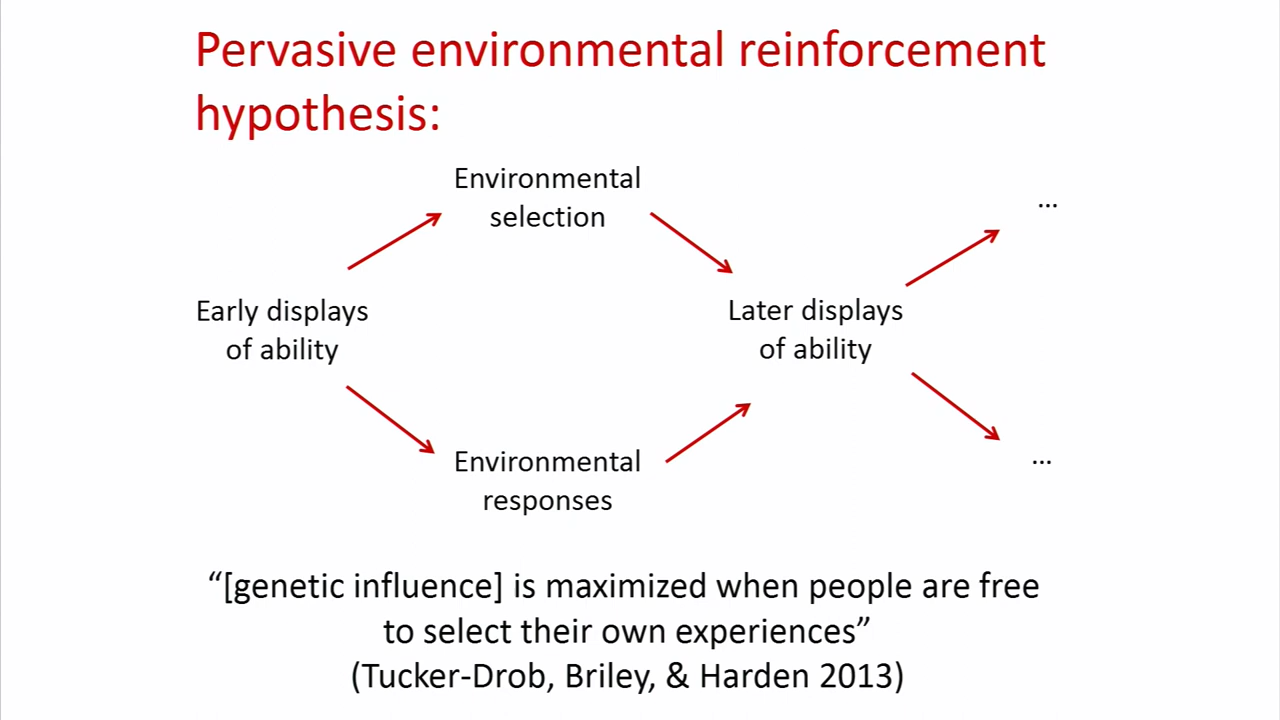 Pervasive environmental reinforcement
hypothesis:
Environmental
selection
...
Early displays
of ability
Later displays
of ability
Environmental
responses
...
“[genetic influence] is maximized when people are free
to select their own experiences”
(Tucker-Drob, Briley, & Harden 2013)